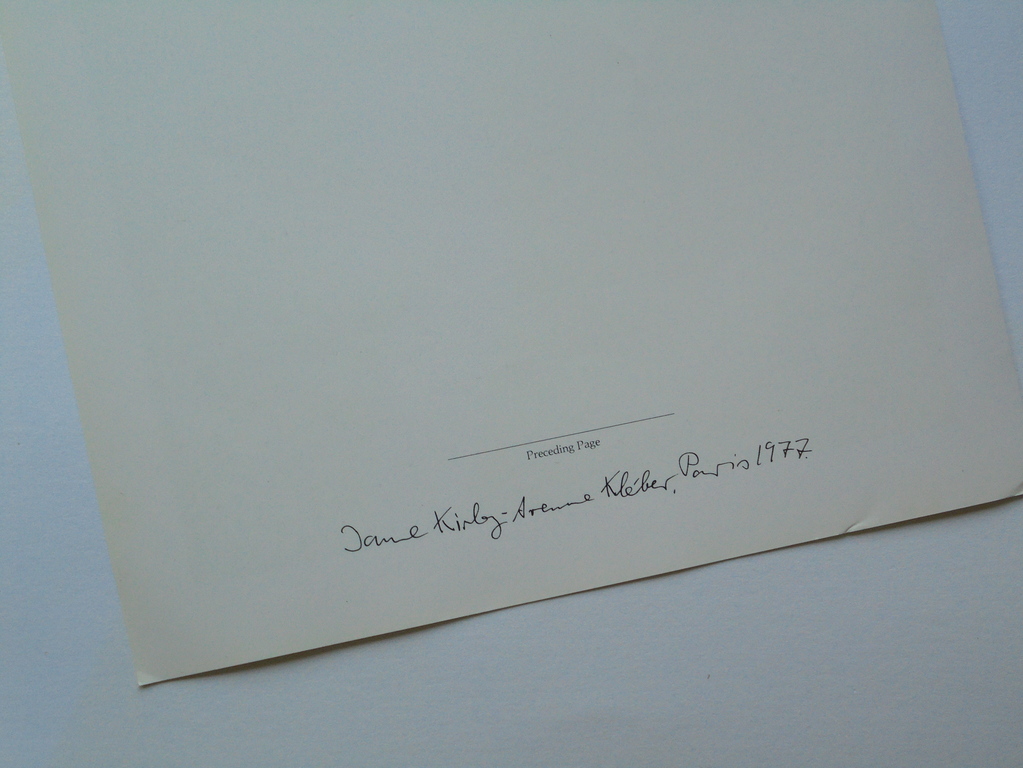 Preceding Page
Jane Kirby - Avenue Kléber, Paris 1977.